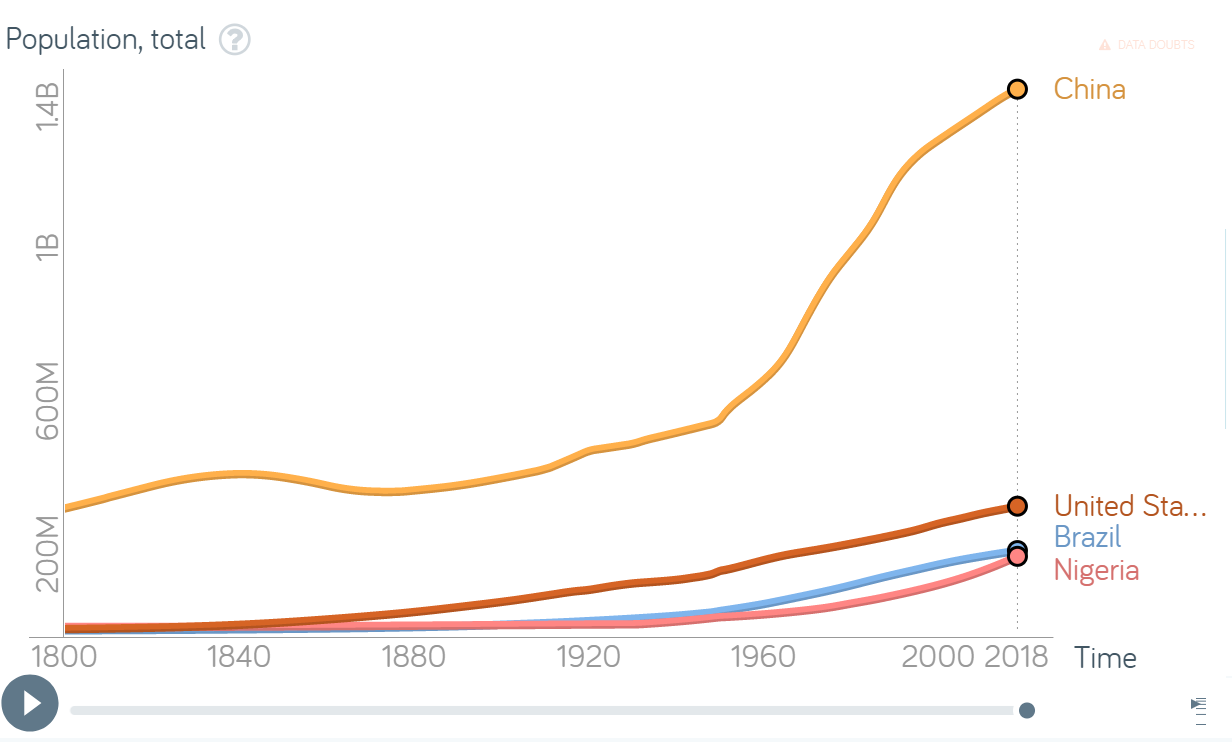 Population, total ?
DATA DOUBTS
1.4B
1B
600M
200M
China
United Sta...
Brazil
Nigeria
1800 1840 1880 1920 1960 2000 2018 Time